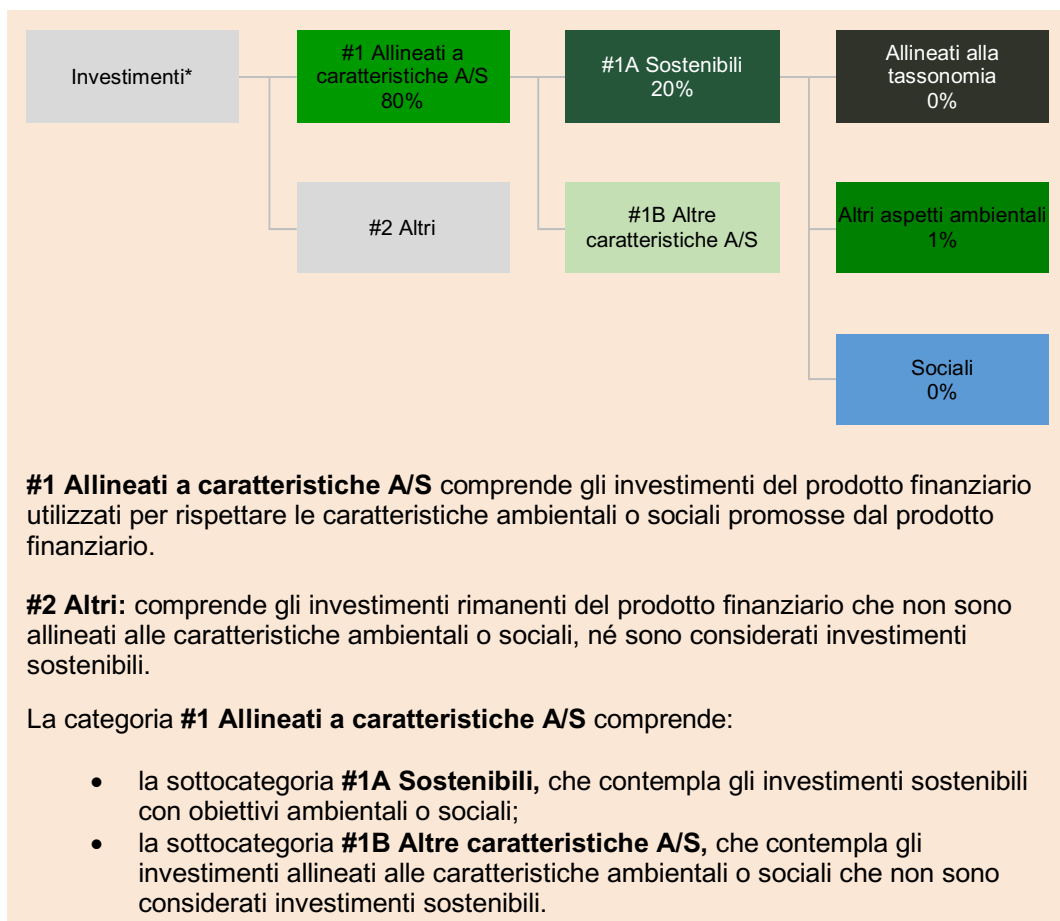 Investimenti*
#1 Allineati a
caratteristiche A/S
80%
#1A Sostenibili
20%
Allineati alla
tassonomia
0%
#2 Altri
#1B Altre
caratteristiche A/S
Altri aspetti ambientali
1%
Sociali
0%
#1 Allineati a caratteristiche A/S comprende gli investimenti del prodotto finanziario
utilizzati per rispettare le caratteristiche ambientali o sociali promosse dal prodotto
finanziario.
#2 Altri: comprende gli investimenti rimanenti del prodotto finanziario che non sono
allineati alle caratteristiche ambientali o sociali, né sono considerati investimenti
sostenibili.
La categoria #1 Allineati a caratteristiche A/S comprende:
• la sottocategoria #1A Sostenibili, che contempla gli investimenti sostenibili
con obiettivi ambientali o sociali;
• la sottocategoria #1B Altre caratteristiche A/S, che contempla gli
investimenti allineati alle caratteristiche ambientali o sociali che non sono
considerati investimenti sostenibili.